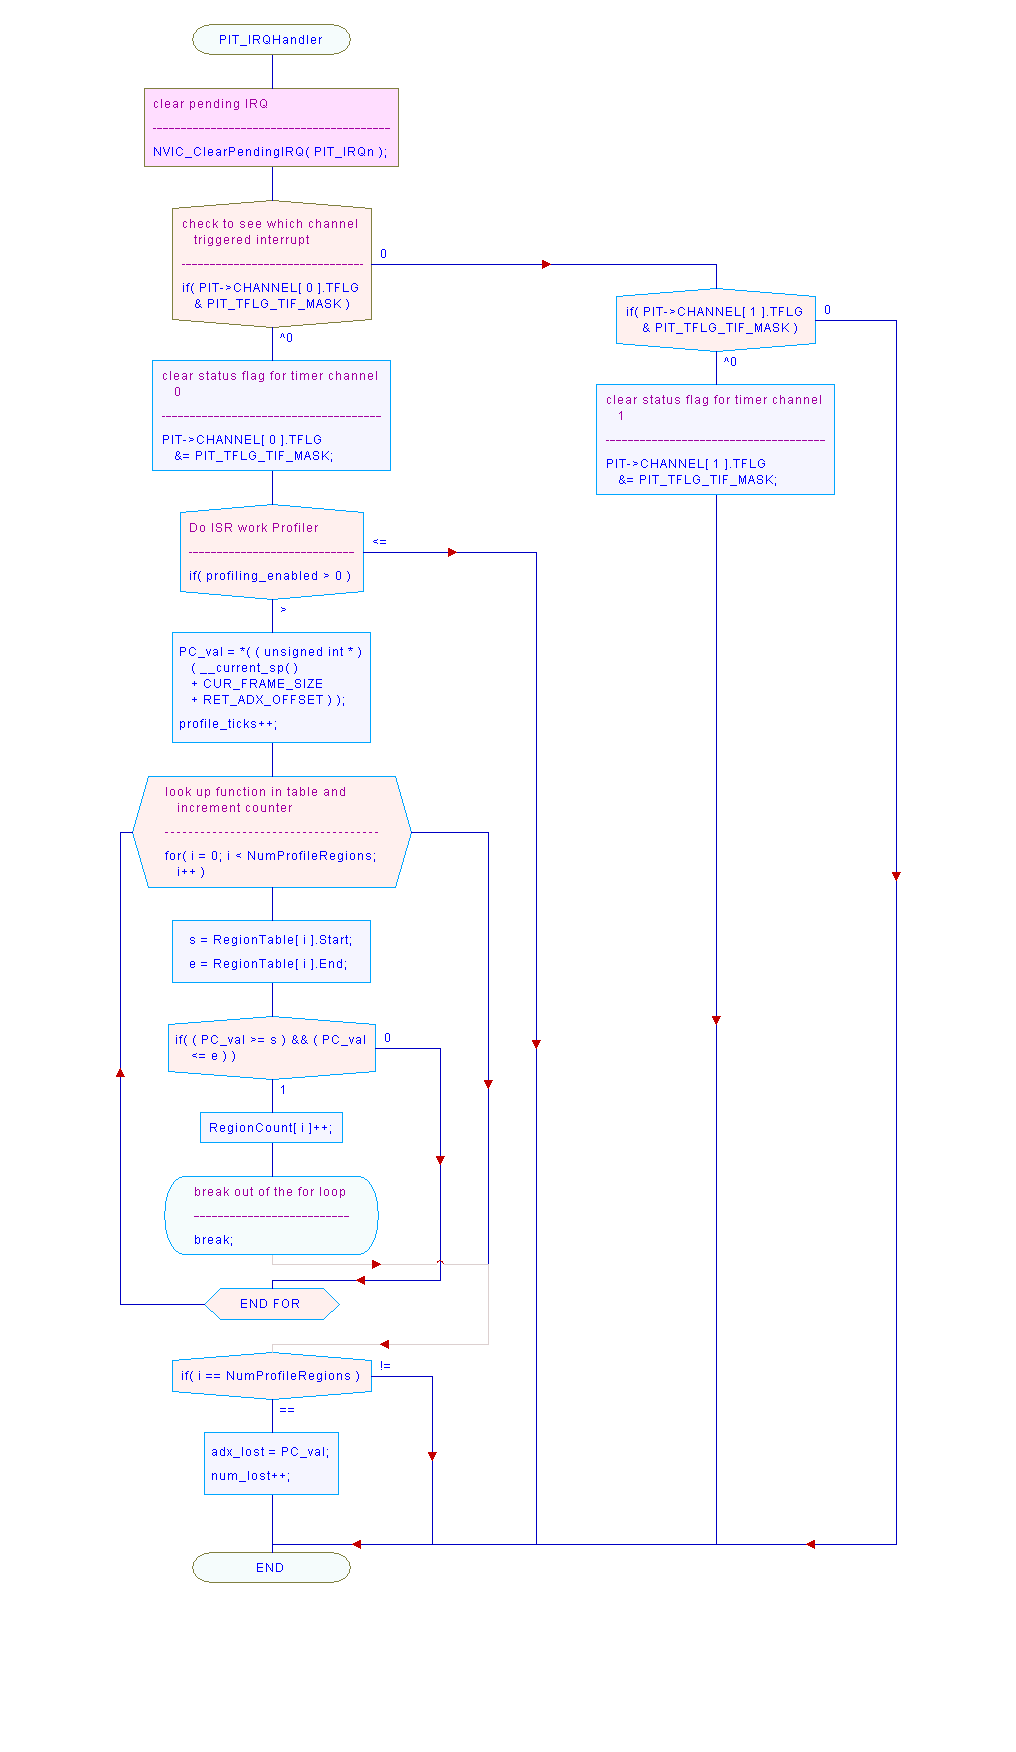 PIT_IRQHandler
clear pending IRQ
NVIC_ClearPendingIRQ( PIT_IRQn );
check to see which channel
triggered interrupt
if( PIT->CHANNEL[ 0 ].TFLG
& PIT_TFLG_TIF_MASK )
0
^0
if( PIT->CHANNEL[ 1 ].TFLG
& PIT_TFLG_TIF_MASK )
0
^0
clear status flag for timer channel
0
PIT->CHANNEL[ 0 ].TFLG
&= PIT_TFLG_TIF_MASK;
clear status flag for timer channel
1
PIT->CHANNEL[ 1 ].TFLG
&= PIT_TFLG_TIF_MASK;
Do ISR work Profiler
if( profiling_enabled > 0 )
<=
>
PC_val = *( ( unsigned int * )
( __current_sp( )
+ CUR_FRAME_SIZE
+ RET_ADX_OFFSET ) );
profile_ticks++;
look up function in table and
increment counter
for( i = 0; i < NumProfileRegions;
i++ )
s = RegionTable[ i ].Start;
e = RegionTable[ i ].End;
if( ( PC_val >= s ) && ( PC_val
<= e ) )
0
1
RegionCount[ i ]++;
break out of the for loop
break;
END FOR
if( i == NumProfileRegions )
!=
==
adx_lost = PC_val;
num_lost++;
END